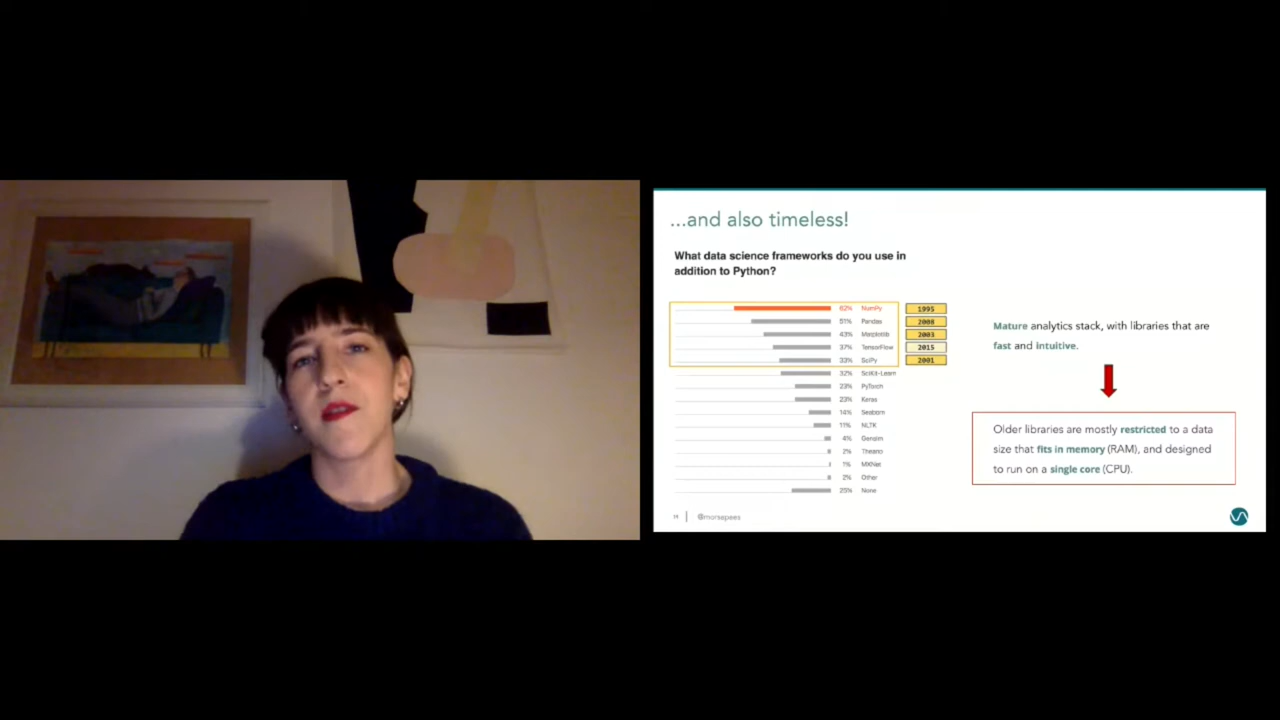 ...and also timeless!
What data science frameworks do you use in
addition to Python?
62% NumPy 1995
51% Pandas 2008
43% Matplotlib 2003
37% TensorFlow 2015
33% SciPy 2001
32% SciKit-Learn
23% PyTorch
23% Keras
14% Seaborn
11% NLTK
4% Gensim
2% Theano
1% MXNet
2% Other
25% None
Mature analytics stack, with libraries that are
fast and intuitive.
Older libraries are mostly restricted to a data
size that fits in memory (RAM), and designed
to run on a single core (CPU).
@morsapaes